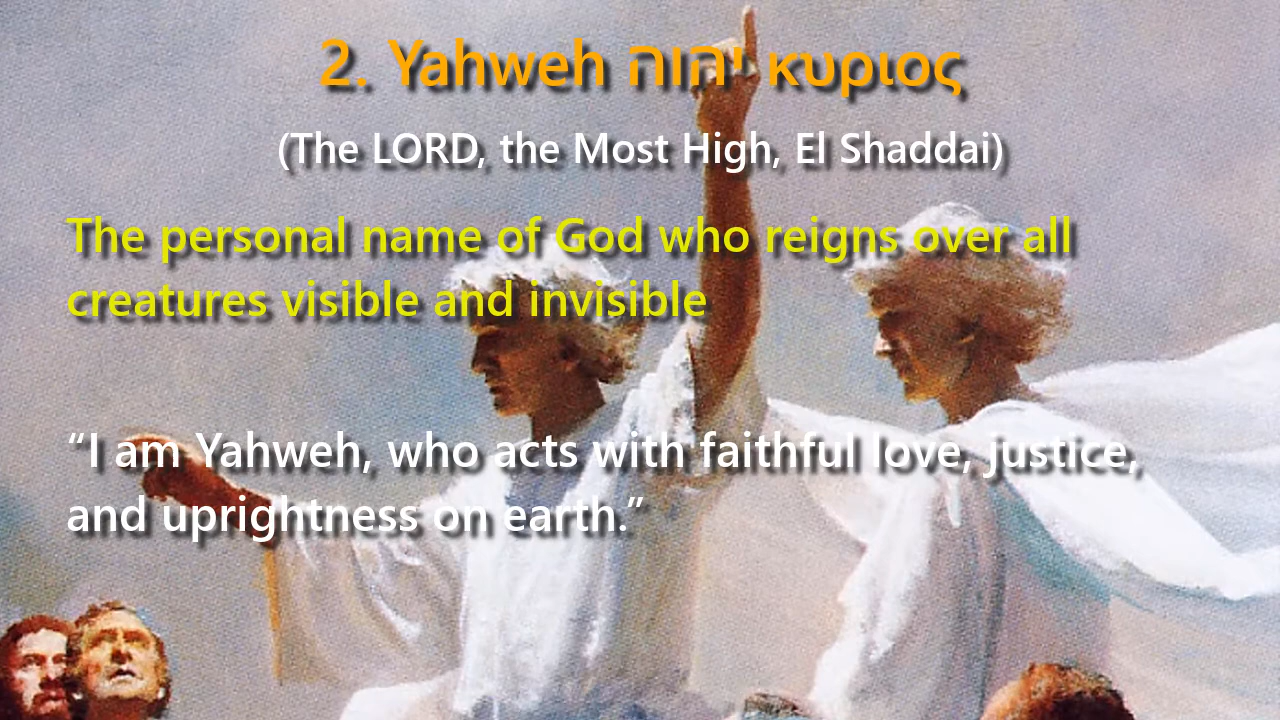 2. Yahweh יהוה κυριος
(The LORD, the Most High, El Shaddai)
The personal name of God who reigns over all
creatures visible and invisible
“I am Yahweh, who acts with faithful love, justice,
and uprightness on earth.”